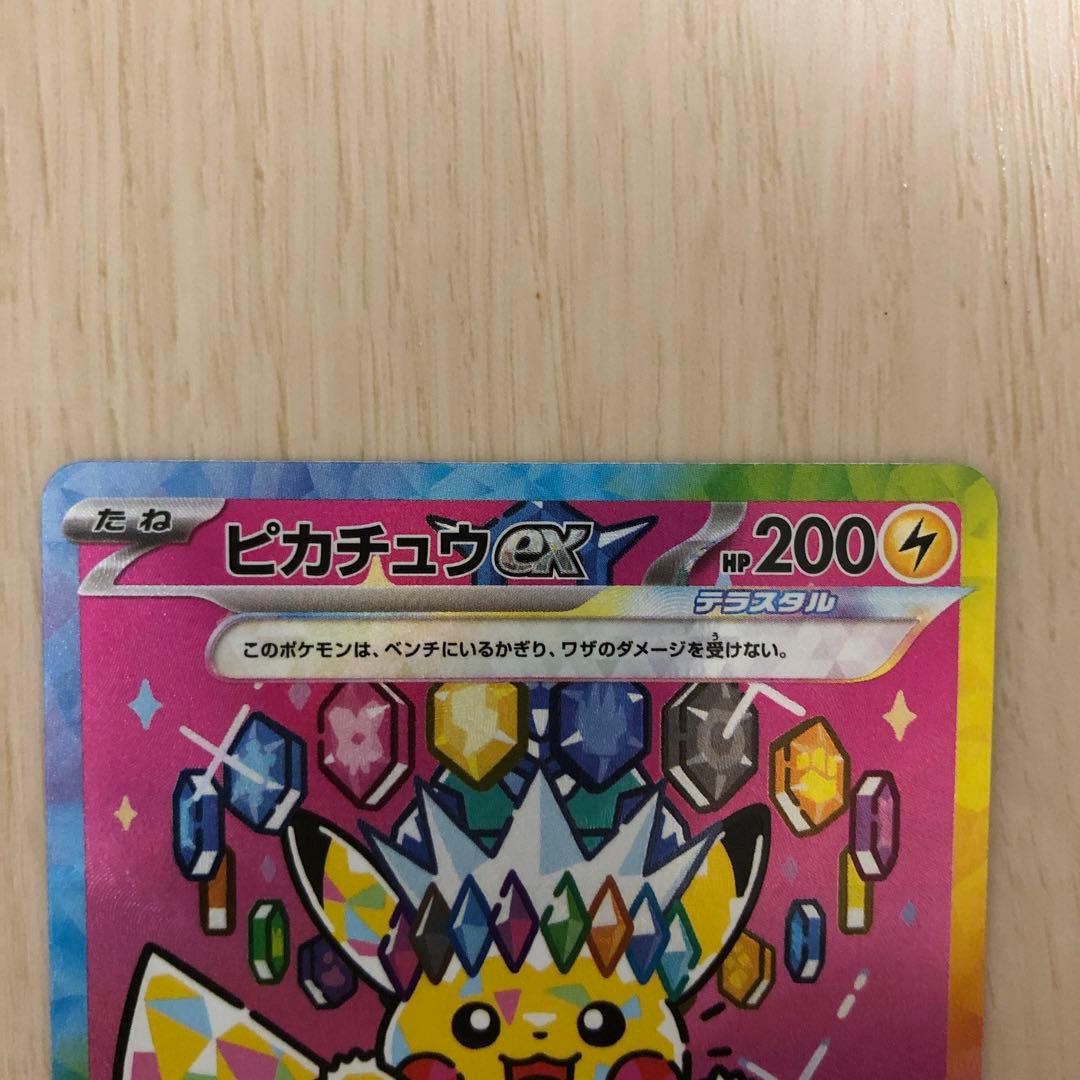 たね ピカチュウex HP 200
テラスタル
このポケモンは、ベンチにいるかぎり、ワザのダメージを受けない。